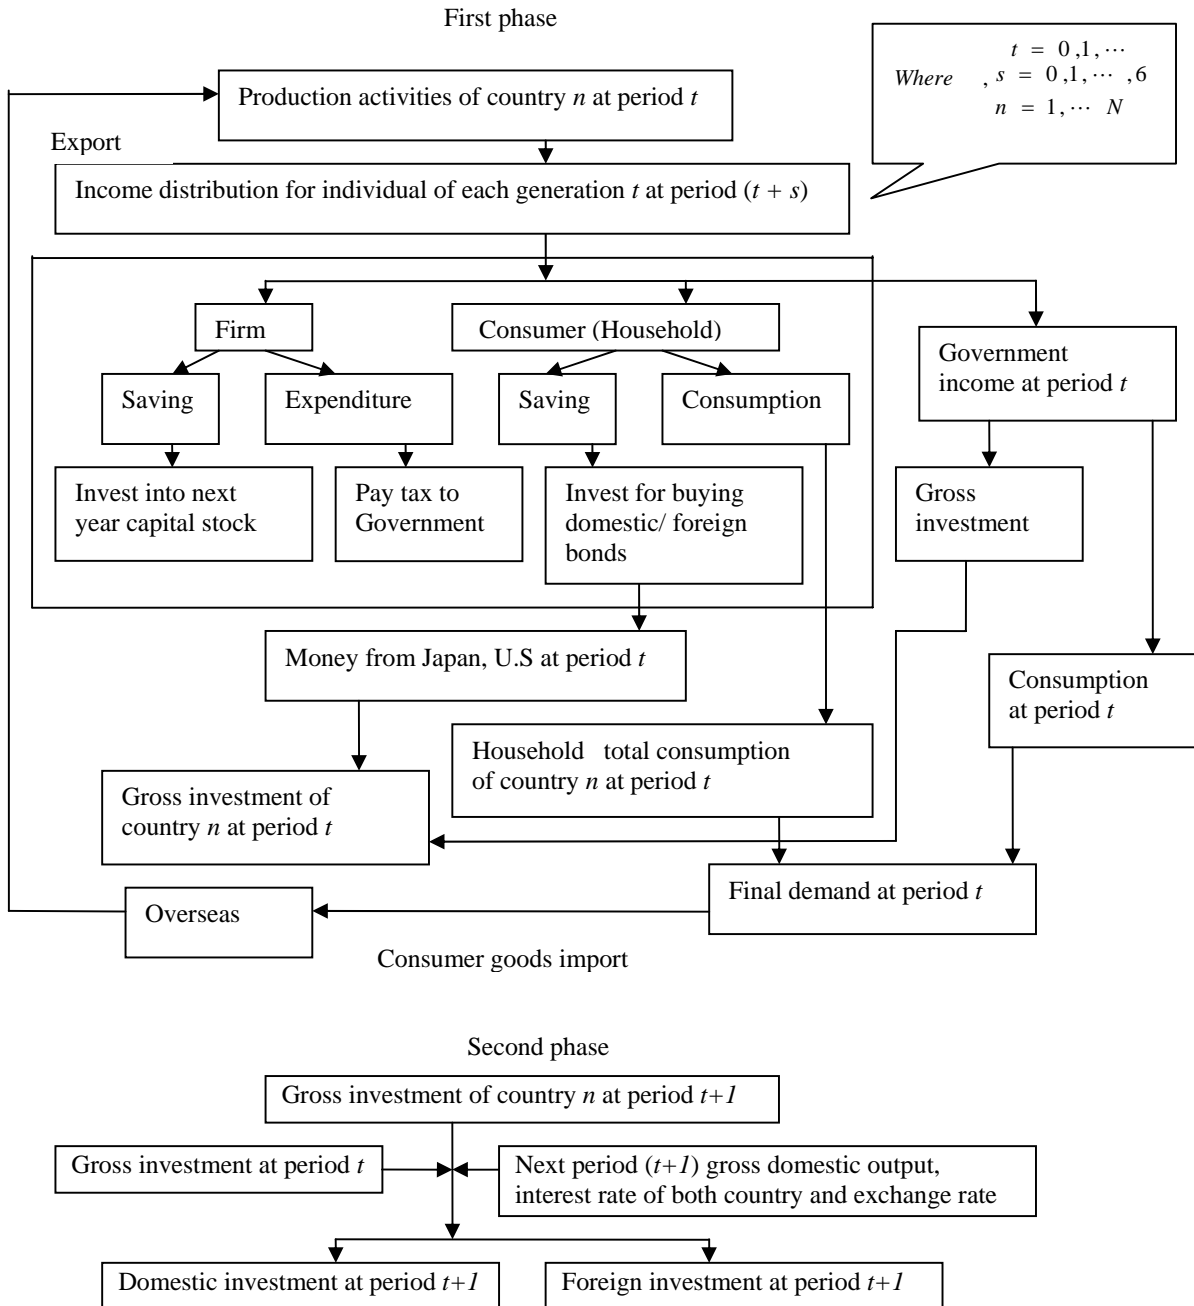 First phase
t = 0 ,1 , ⋯
Where , s = 0 ,1 , ⋯ , 6
n = 1 , ⋯ N
Production activities of country n at period t
Export
Income distribution for individual of each generation t at period (t + s)
Firm
Consumer (Household)
Government
income at period t
Saving
Expenditure
Saving
Consumption
Invest into next
year capital stock
Pay tax to
Government
Invest for buying
domestic/ foreign
bonds
Gross
investment
Money from Japan, U.S at period t
Consumption
at period t
Household total consumption
of country n at period t
Gross investment of
country n at period t
Final demand at period t
Overseas
Consumer goods import
Second phase
Gross investment of country n at period t+1
Gross investment at period t
Next period (t+1) gross domestic output,
interest rate of both country and exchange rate
Domestic investment at period t+1
Foreign investment at period t+1